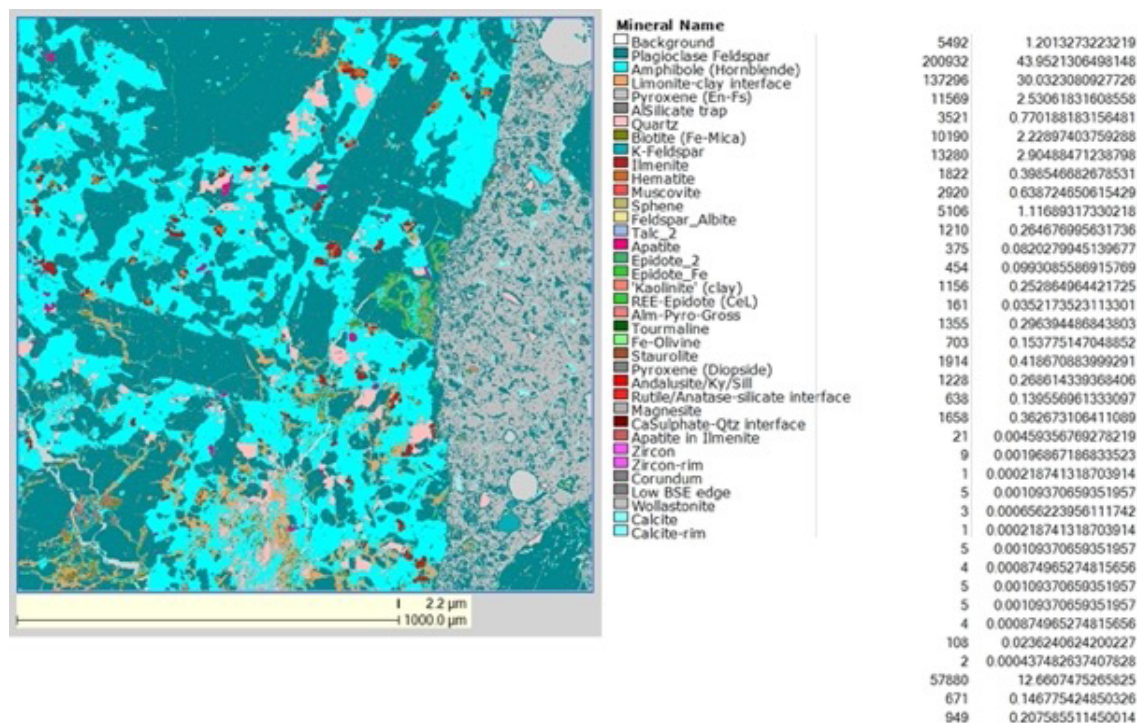 Mineral Name
Background
Plagioclase Feldspar
Amphibole (Hornblende)
Limonite-clay interface
Pyroxene (En-Fs)
AlSilicate trap
Quartz
Biotite (Fe-Mica)
K-Feldspar
Ilmenite
Hematite
Muscovite
Sphene
Feldspar_Albite
Talc_2
Apatite
Epidote_2
Epidote_Fe
'Kaolinite' (clay)
REE-Epidote (CeL)
Alm-Pyro-Gross
Tourmaline
Fe-Olivine
Staurolite
Pyroxene (Diopside)
Andalusite/Ky/Sill
Rutile/Anatase-silicate interface
Magnesite
CaSulphate-Qtz interface
Apatite in Ilmenite
Zircon
Zircon-rim
Corundum
Low BSE edge
Wollastonite
Calcite
Calcite-rim
5492 1.2013273223219
200932 43.9521306498148
137296 30.0323080927726
11569 2.53061831608558
3521 0.770188183156481
10190 2.22897403759288
13280 2.90488471238798
1822 0.398546682678531
2920 0.638724650615429
5106 1.11689317330218
1210 0.264676995631736
375 0.0820279945139677
454 0.0993085586915769
1156 0.252864964421725
161 0.0352173523113301
1355 0.296394486843803
703 0.153775147048852
1914 0.418670883999291
1228 0.268614339368406
638 0.139556961333097
1658 0.362673106411089
21 0.00459356769278219
9 0.00196867186833523
1 0.000218741318703914
5 0.00109370659351957
3 0.000656223956111742
1 0.000218741318703914
5 0.00109370659351957
4 0.000874965274815656
5 0.00109370659351957
5 0.00109370659351957
4 0.000874965274815656
108 0.0236240624200227
2 0.000437482637407828
57880 12.6607475265825
671 0.146775424850326
949 0.207585511450014
2.2 µm
1000.0 µm